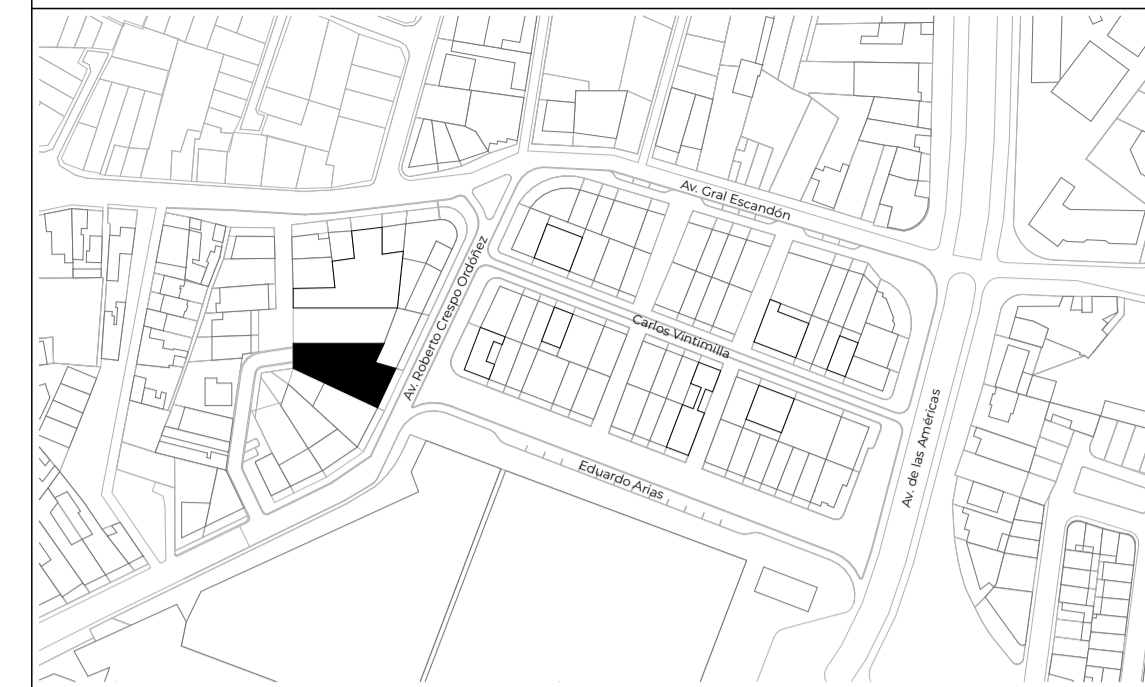 Av. Gral Escandón
Av. Roberto Crespo Ordóñez
Carlos Vintimilla
Av. de las Américas
Eduardo Arias